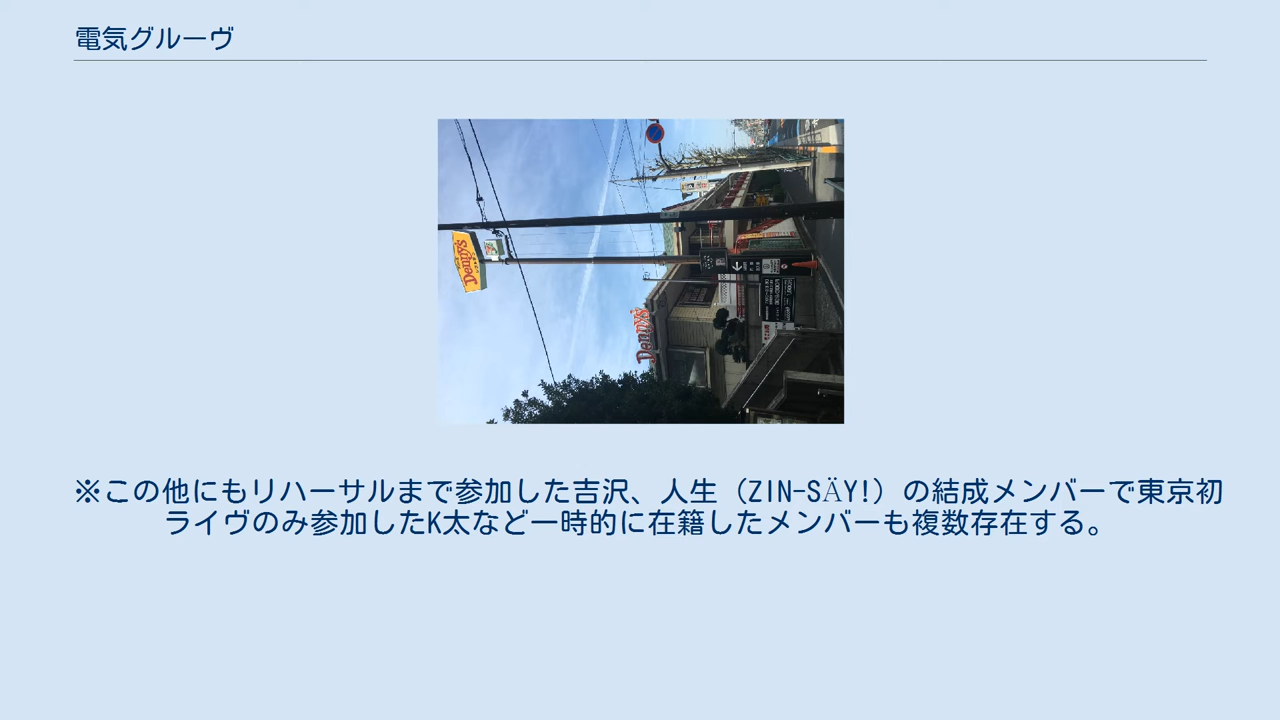 電気グルーヴ
Denny's
Denny's
※この他にもリハーサルまで参加した吉沢、人生（ZIN-SÄY!）の結成メンバーで東京初
ライヴのみ参加したK太など一時的に在籍したメンバーも複数存在する。